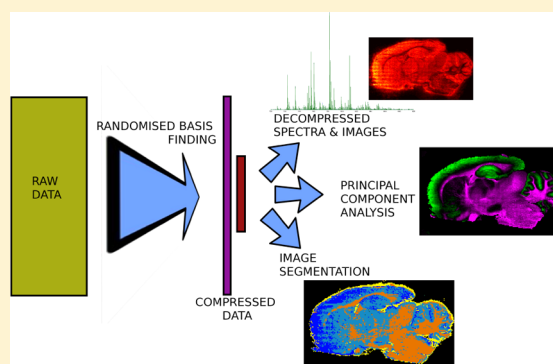 RAW
DATA
RANDOMISED BASIS
FINDING
COMPRESSED
DATA
DECOMPRESSED
SPECTRA & IMAGES
PRINCIPAL
COMPONENT
ANALYSIS
IMAGE
SEGMENTATION